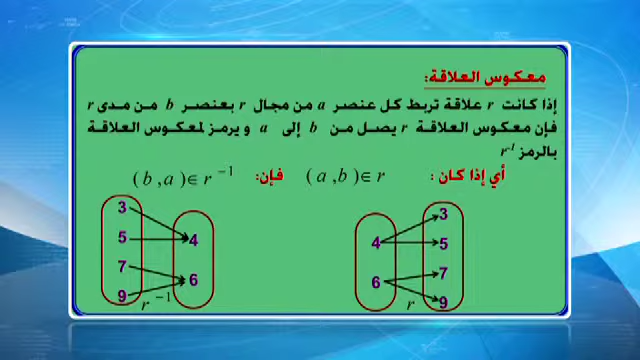 معكوس العلاقة:
إذا كانت r علاقة تربط كل عنصر a من مجال r بعنصر b من مدى r
فإن معكوس العلاقة r يصل من b إلى a و يرمز لمعكوس العلاقة
بالرمز r⁻¹
أي إذا كان : (a ,b)∈ r فإن: (b ,a)∈ r⁻¹
3
5
7
9
4
6
r⁻¹
4
6
3
5
7
9
r